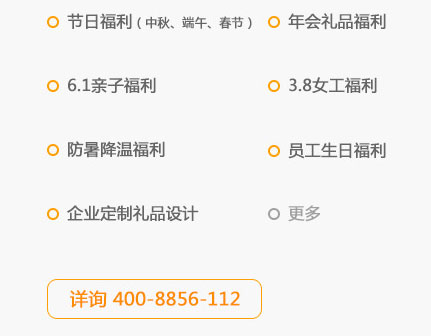 节日福利（中秋、端午、春节）
年会礼品福利
6.1亲子福利
3.8女工福利
防暑降温福利
员工生日福利
企业定制礼品设计
更多
详询 400-8856-112